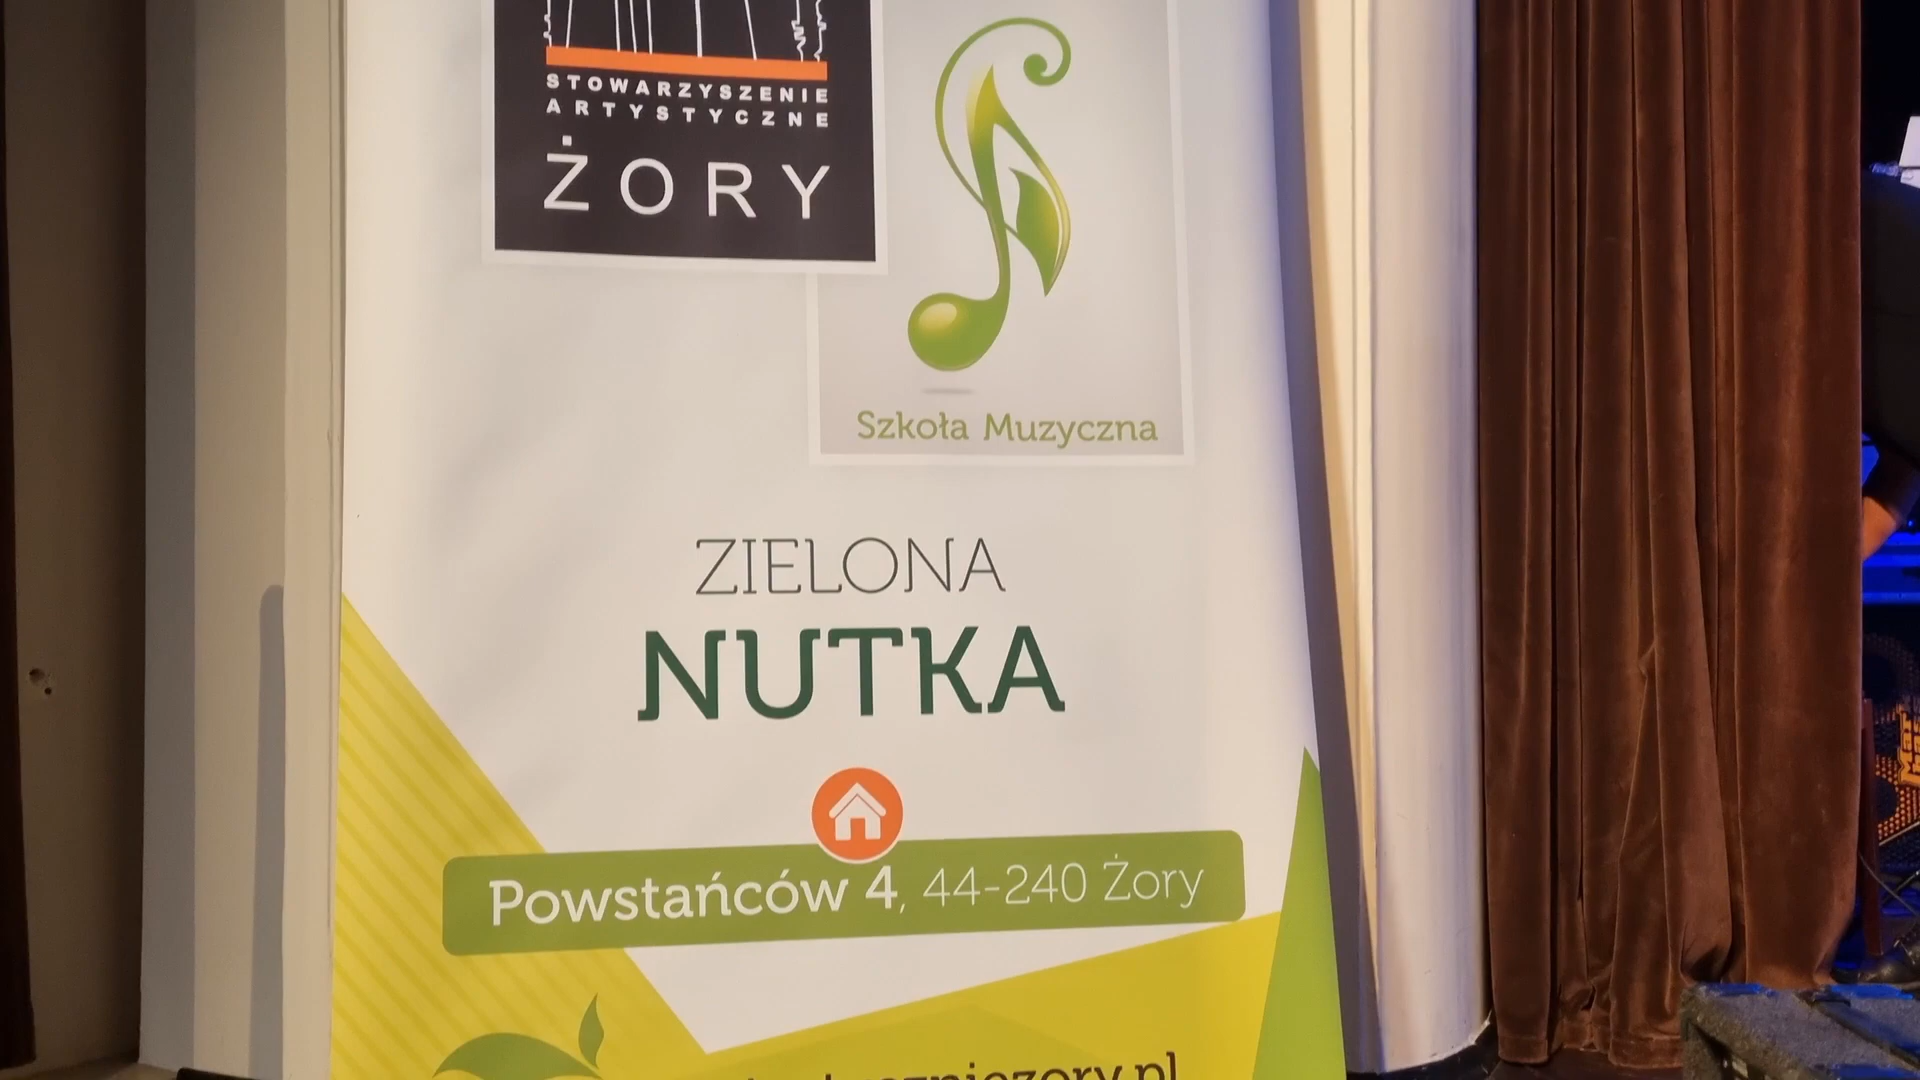 STOWARZYSZENIE
ARTYSTYCZNE
ŻORY
Szkoła Muzyczna
ZIELONA
NUTKA
Powstańców 4, 44-240 Żory